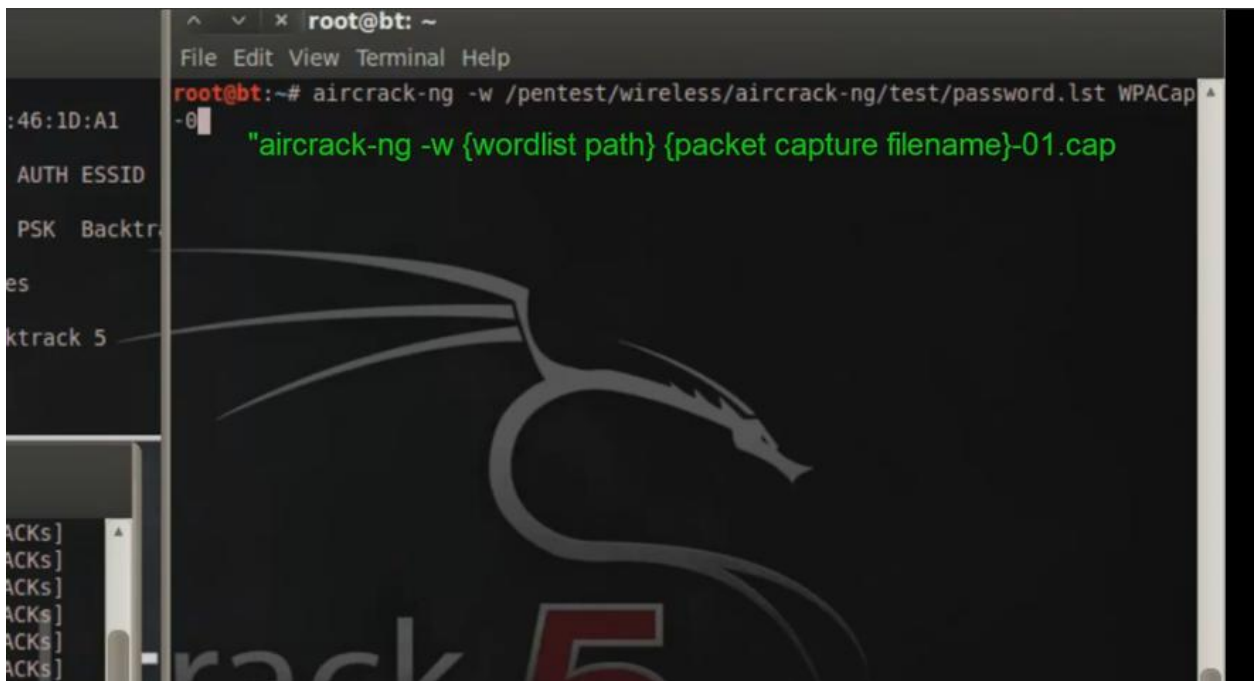 root@bt: ~
File Edit View Terminal Help
root@bt:~# aircrack-ng -w /pentest/wireless/aircrack-ng/test/password.lst WPACap
-0
"aircrack-ng -w {wordlist path} {packet capture filename}-01.cap
:46:1D:A1
AUTH ESSID
PSK Backtr
es
ktrack 5
ACKs]
ACKs]
ACKs]
ACKs]
ACKs]
ACKs]
track 5